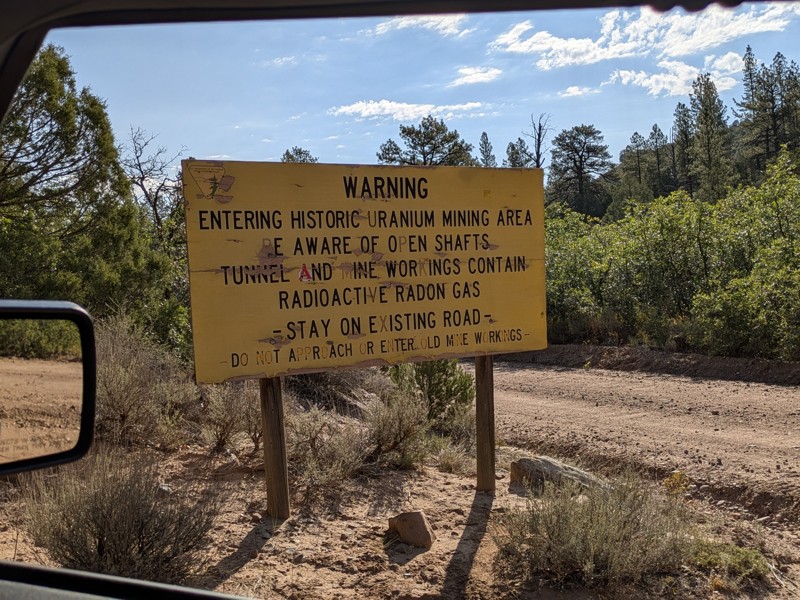 WARNING
ENTERING HISTORIC URANIUM MINING AREA
BE AWARE OF OPEN SHAFTS
TUNNEL AND MINE WORKINGS CONTAIN
RADIOACTIVE RADON GAS
-STAY ON EXISTING ROAD-
-DO NOT APPROACH OR ENTER OLD MINE WORKINGS-